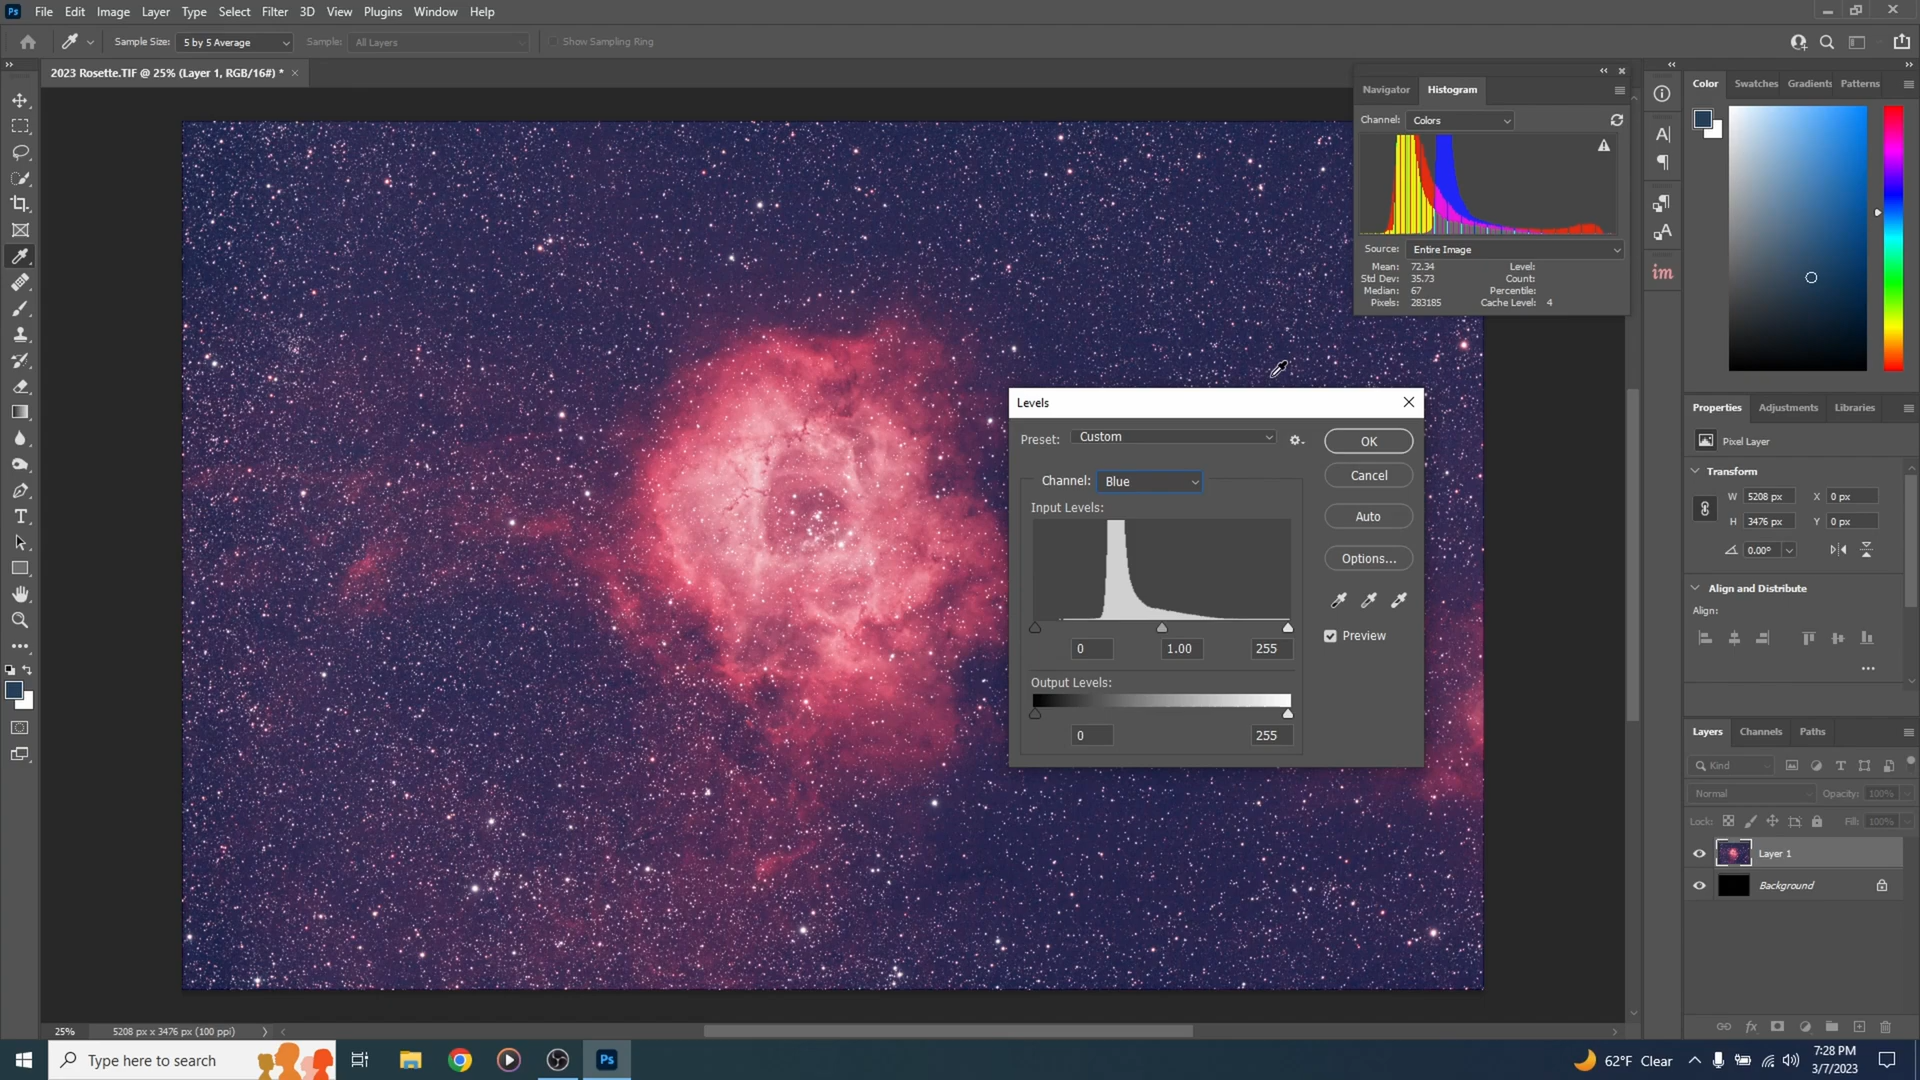 Ps File Edit Image Layer Type Select Filter 3D View Plugins Window Help
Sample Size: 5 by 5 Average Sample: All Layers Show Sampling Ring
2023 Rosette.TIF @ 25% (Layer 1, RGB/16#) * ×
Navigator Histogram
Channel: Colors
Source: Entire Image
Mean: 72.34 Level:
Std Dev: 35.73 Count:
Median: 67 Percentile:
Pixels: 283185 Cache Level: 4
Color Swatches Gradients Patterns
Levels
Preset: Custom
OK
Channel: Blue
Cancel
Input Levels:
Auto
Options...
0 1.00 255
Preview
Output Levels:
0 255
Properties Adjustments Libraries
Pixel Layer
Transform
W 5208 px X 0 px
H 3476 px Y 0 px
0.00°
Align and Distribute
Align:
Layers Channels Paths
Kind
Normal Opacity: 100%
Lock: Fill: 100%
Layer 1
Background
fx
im
25% 5208 px x 3476 px (100 ppi)
Type here to search
Ps
62°F Clear
7:28 PM
3/7/2023